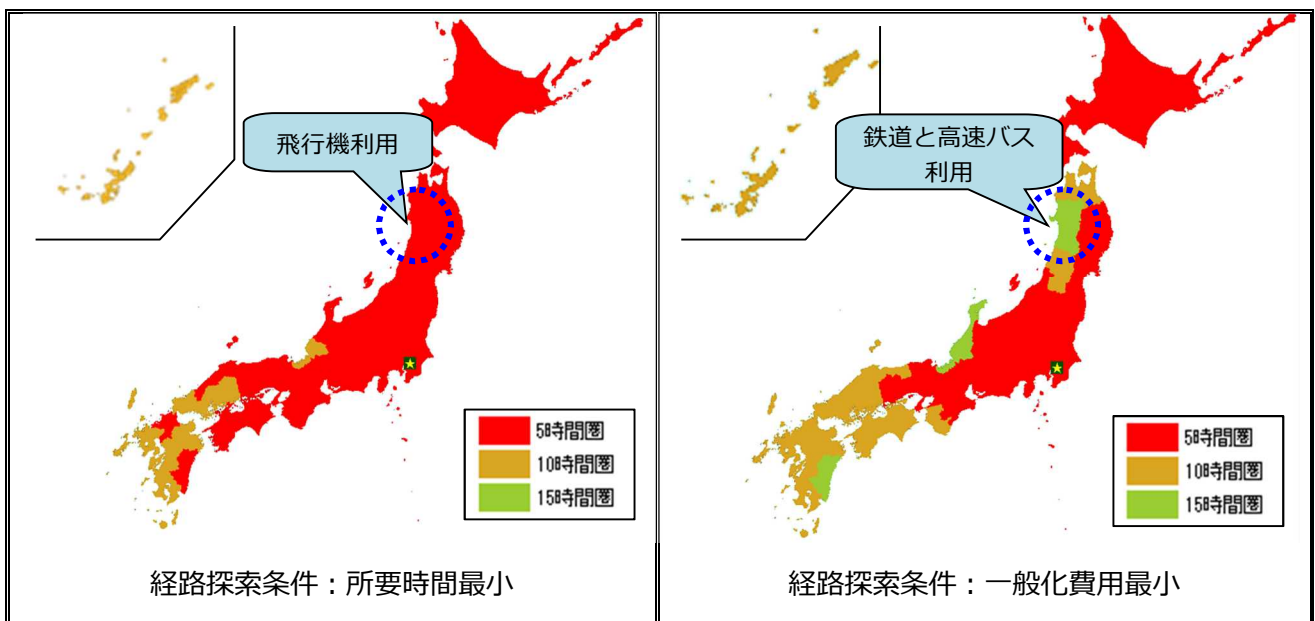 飛行機利用
5時間圏
10時間圏
15時間圏
経路探索条件：所要時間最小
鉄道と高速バス
利用
5時間圏
10時間圏
15時間圏
経路探索条件：一般化費用最小